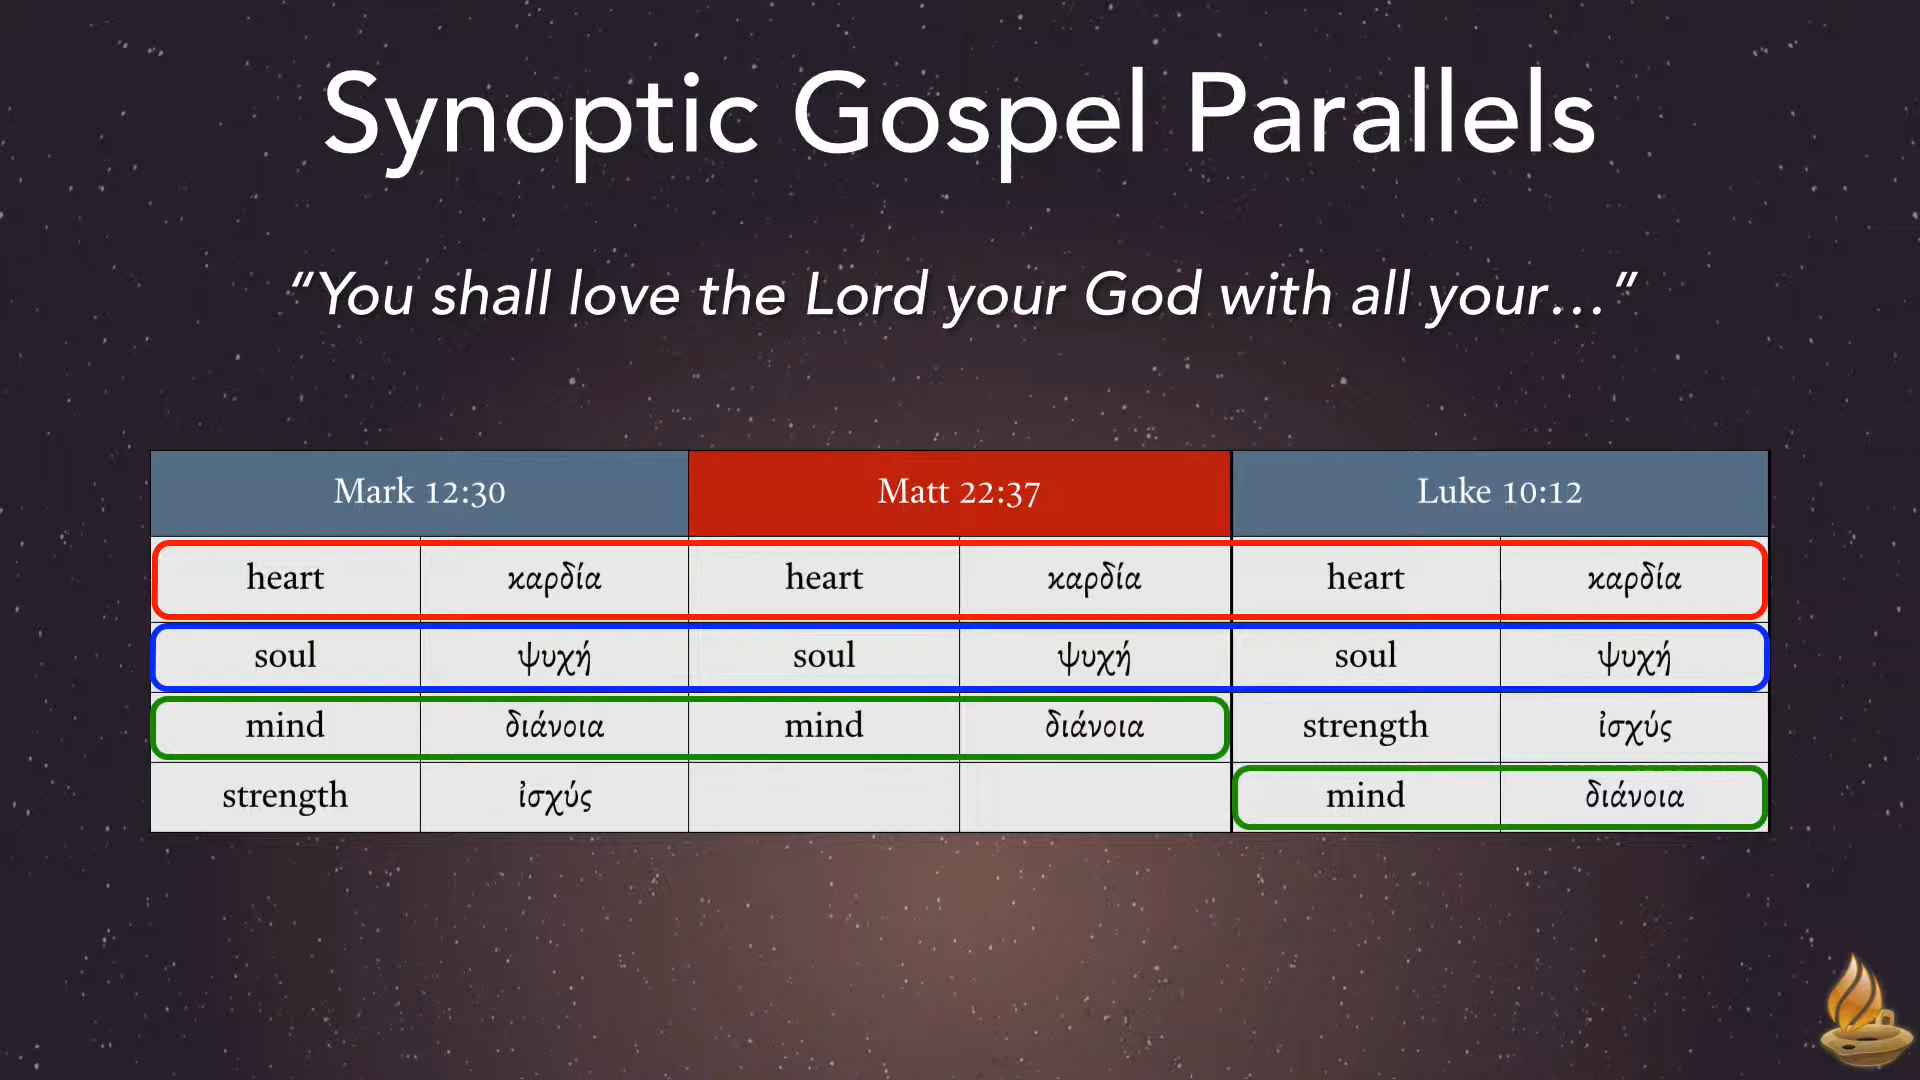 Synoptic Gospel Parallels
“You shall love the Lord your God with all your…”
Mark 12:30 Matt 22:37 Luke 10:12
heart καρδία heart καρδία heart καρδία
soul ψυχή soul ψυχή soul ψυχή
mind διάνοια mind διάνοια strength ἰσχύς
strength ἰσχύς mind διάνοια